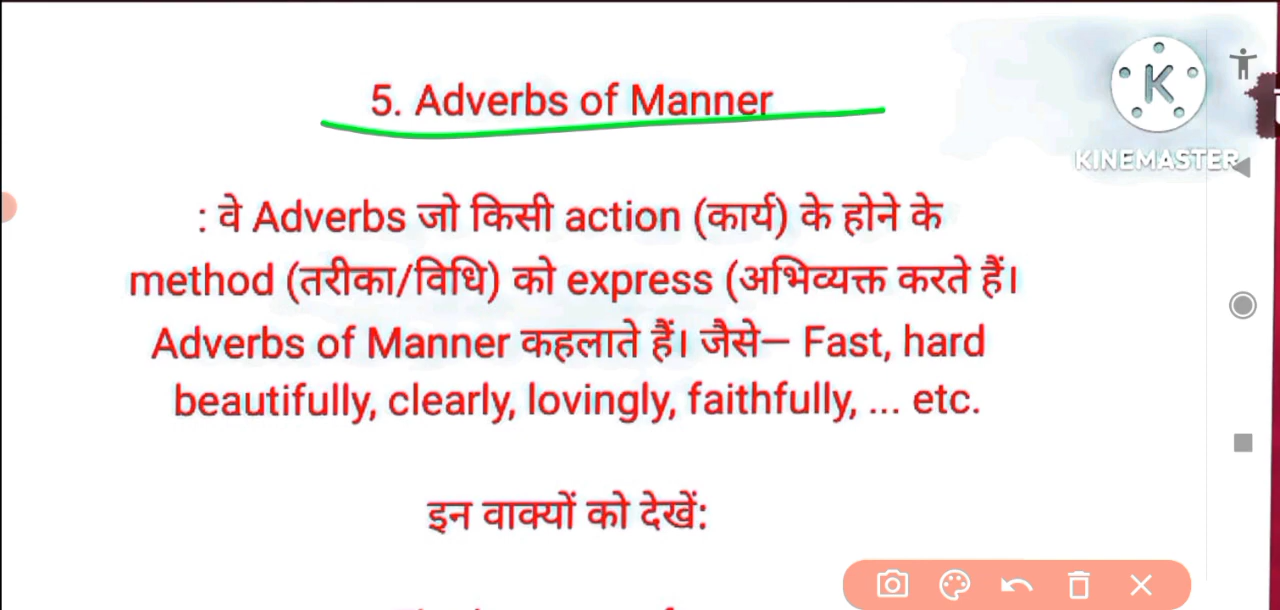 5. Adverbs of Manner
KINEMASTER
: वे Adverbs जो किसी action (कार्य) के होने के
method (तरीका/विधि) को express (अभिव्यक्त करते हैं।
Adverbs of Manner कहलाते हैं। जैसे– Fast, hard
beautifully, clearly, lovingly, faithfully, ... etc.
इन वाक्यों को देखें: